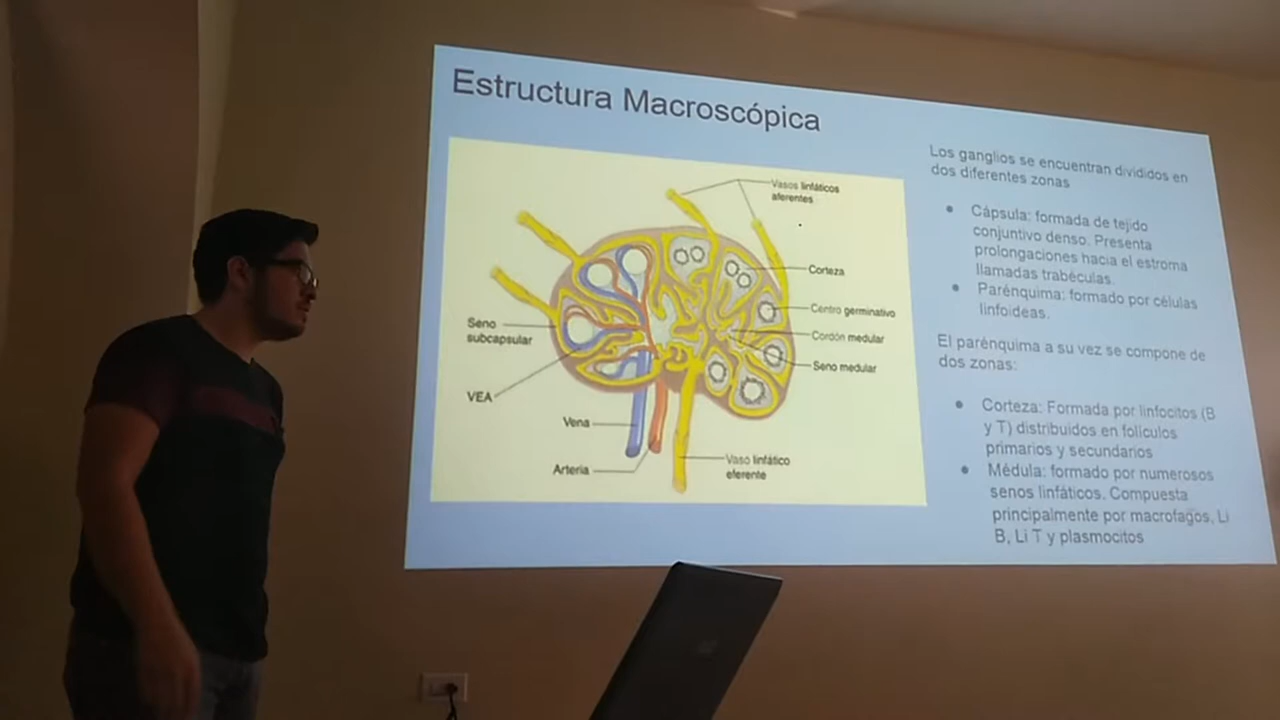 Estructura Macroscópica
Vasos linfáticos
aferentes
Corteza
Centro germinativo
Cordón medular
Seno medular
Seno
subcapsular
VEA
Vena
Arteria
Vaso linfático
eferente
Los ganglios se encuentran divididos en
dos diferentes zonas
● Cápsula: formada de tejido
conjuntivo denso. Presenta
prolongaciones hacia el estroma
llamadas trabéculas.
● Parénquima: formado por células
linfoideas.
El parénquima a su vez se compone de
dos zonas:
● Corteza: Formada por linfocitos (B
y T) distribuidos en folículos
primarios y secundarios
● Médula: formado por numerosos
senos linfáticos. Compuesta
principalmente por macrofagos, Li
B, Li T y plasmocitos